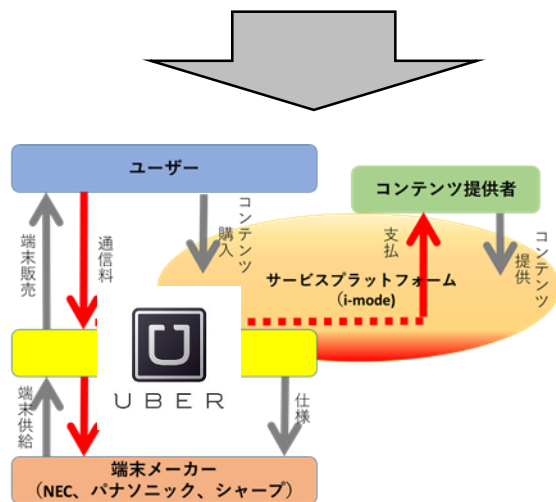 ユーザー
コンテンツ提供者
端末販売
通信料
コンテンツ
購入
支払
コンテンツ
提供
サービスプラットフォーム
（i-mode)
U
UBER
端末供給
仕様
端末メーカー
（NEC、パナソニック、シャープ）